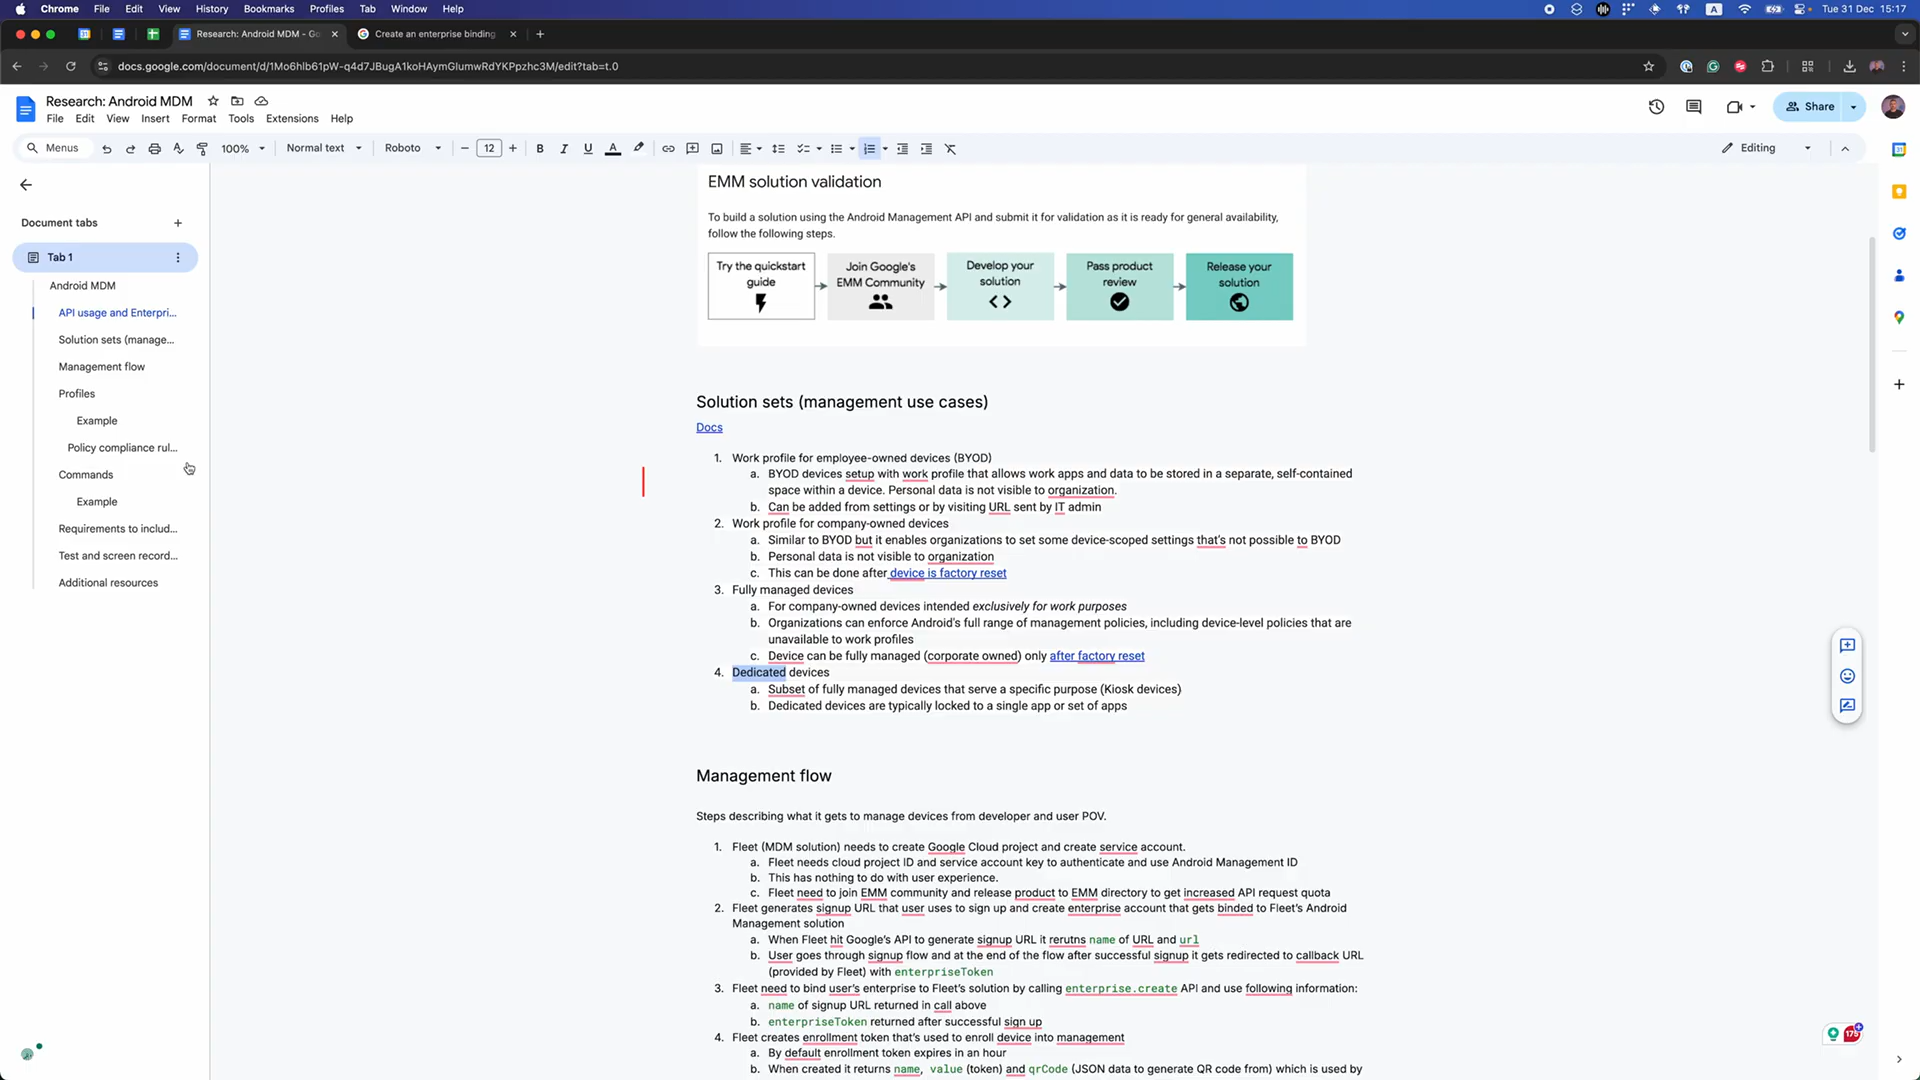 Chrome File Edit View History Bookmarks Profiles Tab Window Help
A Tue 31 Dec 15:17
Research: Android MDM - Go
Create an enterprise binding
docs.google.com/document/d/1Mo6hlb61pW-q4d7JBugA1koHAymGlumwRdYKPpzhc3M/edit?tab=t.0
Research: Android MDM
File Edit View Insert Format Tools Extensions Help
Share
Menus 100% Normal text Roboto 12 B I U A Editing
Document tabs
Tab 1
Android MDM
API usage and Enterpri...
Solution sets (manage...
Management flow
Profiles
Example
Policy compliance rul...
Commands
Example
Requirements to includ...
Test and screen record...
Additional resources
EMM solution validation
To build a solution using the Android Management API and submit it for validation as it is ready for general availability,
follow the following steps.
Try the quickstart
guide
Join Google's
EMM Community
Develop your
solution
Pass product
review
Release your
solution
Solution sets (management use cases)
Docs
1. Work profile for employee-owned devices (BYOD)
a. BYOD devices setup with work profile that allows work apps and data to be stored in a separate, self-contained
space within a device. Personal data is not visible to organization.
b. Can be added from settings or by visiting URL sent by IT admin
2. Work profile for company-owned devices
a. Similar to BYOD but it enables organizations to set some device-scoped settings that's not possible to BYOD
b. Personal data is not visible to organization
c. This can be done after device is factory reset
3. Fully managed devices
a. For company-owned devices intended exclusively for work purposes
b. Organizations can enforce Android's full range of management policies, including device-level policies that are
unavailable to work profiles
c. Device can be fully managed (corporate owned) only after factory reset
4. Dedicated devices
a. Subset of fully managed devices that serve a specific purpose (Kiosk devices)
b. Dedicated devices are typically locked to a single app or set of apps
Management flow
Steps describing what it gets to manage devices from developer and user POV.
1. Fleet (MDM solution) needs to create Google Cloud project and create service account.
a. Fleet needs cloud project ID and service account key to authenticate and use Android Management ID
b. This has nothing to do with user experience.
c. Fleet need to join EMM community and release product to EMM directory to get increased API request quota
2. Fleet generates signup URL that user uses to sign up and create enterprise account that gets binded to Fleet's Android
Management solution
a. When Fleet hit Google's API to generate signup URL it rerutns name of URL and url
b. User goes through signup flow and at the end of the flow after successful signup it gets redirected to callback URL
(provided by Fleet) with enterpriseToken
3. Fleet need to bind user's enterprise to Fleet's solution by calling enterprise.create API and use following information:
a. name of signup URL returned in call above
b. enterpriseToken returned after successful sign up
4. Fleet creates enrollment token that's used to enroll device into management
a. By default enrollment token expires in an hour
b. When created it returns name, value (token) and qrCode (JSON data to generate QR code from) which is used by
175